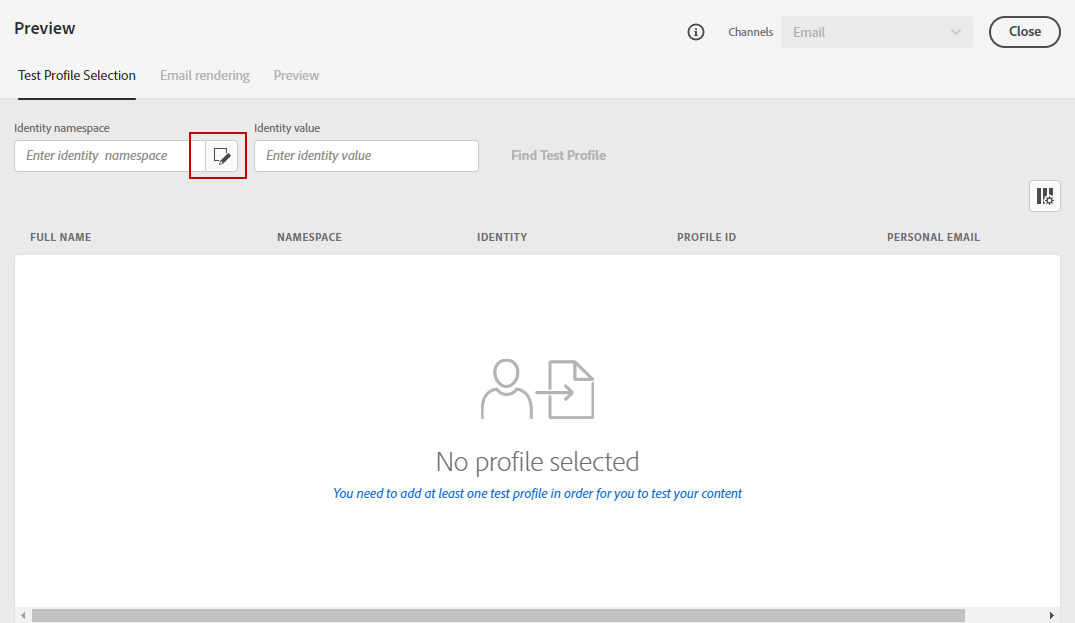 Preview
Channels
Email
Close
Test Profile Selection
Email rendering
Preview
Identity namespace
Identity value
Enter identity namespace
Enter identity value
Find Test Profile
FULL NAME
NAMESPACE
IDENTITY
PROFILE ID
PERSONAL EMAIL
No profile selected
You need to add at least one test profile in order for you to test your content